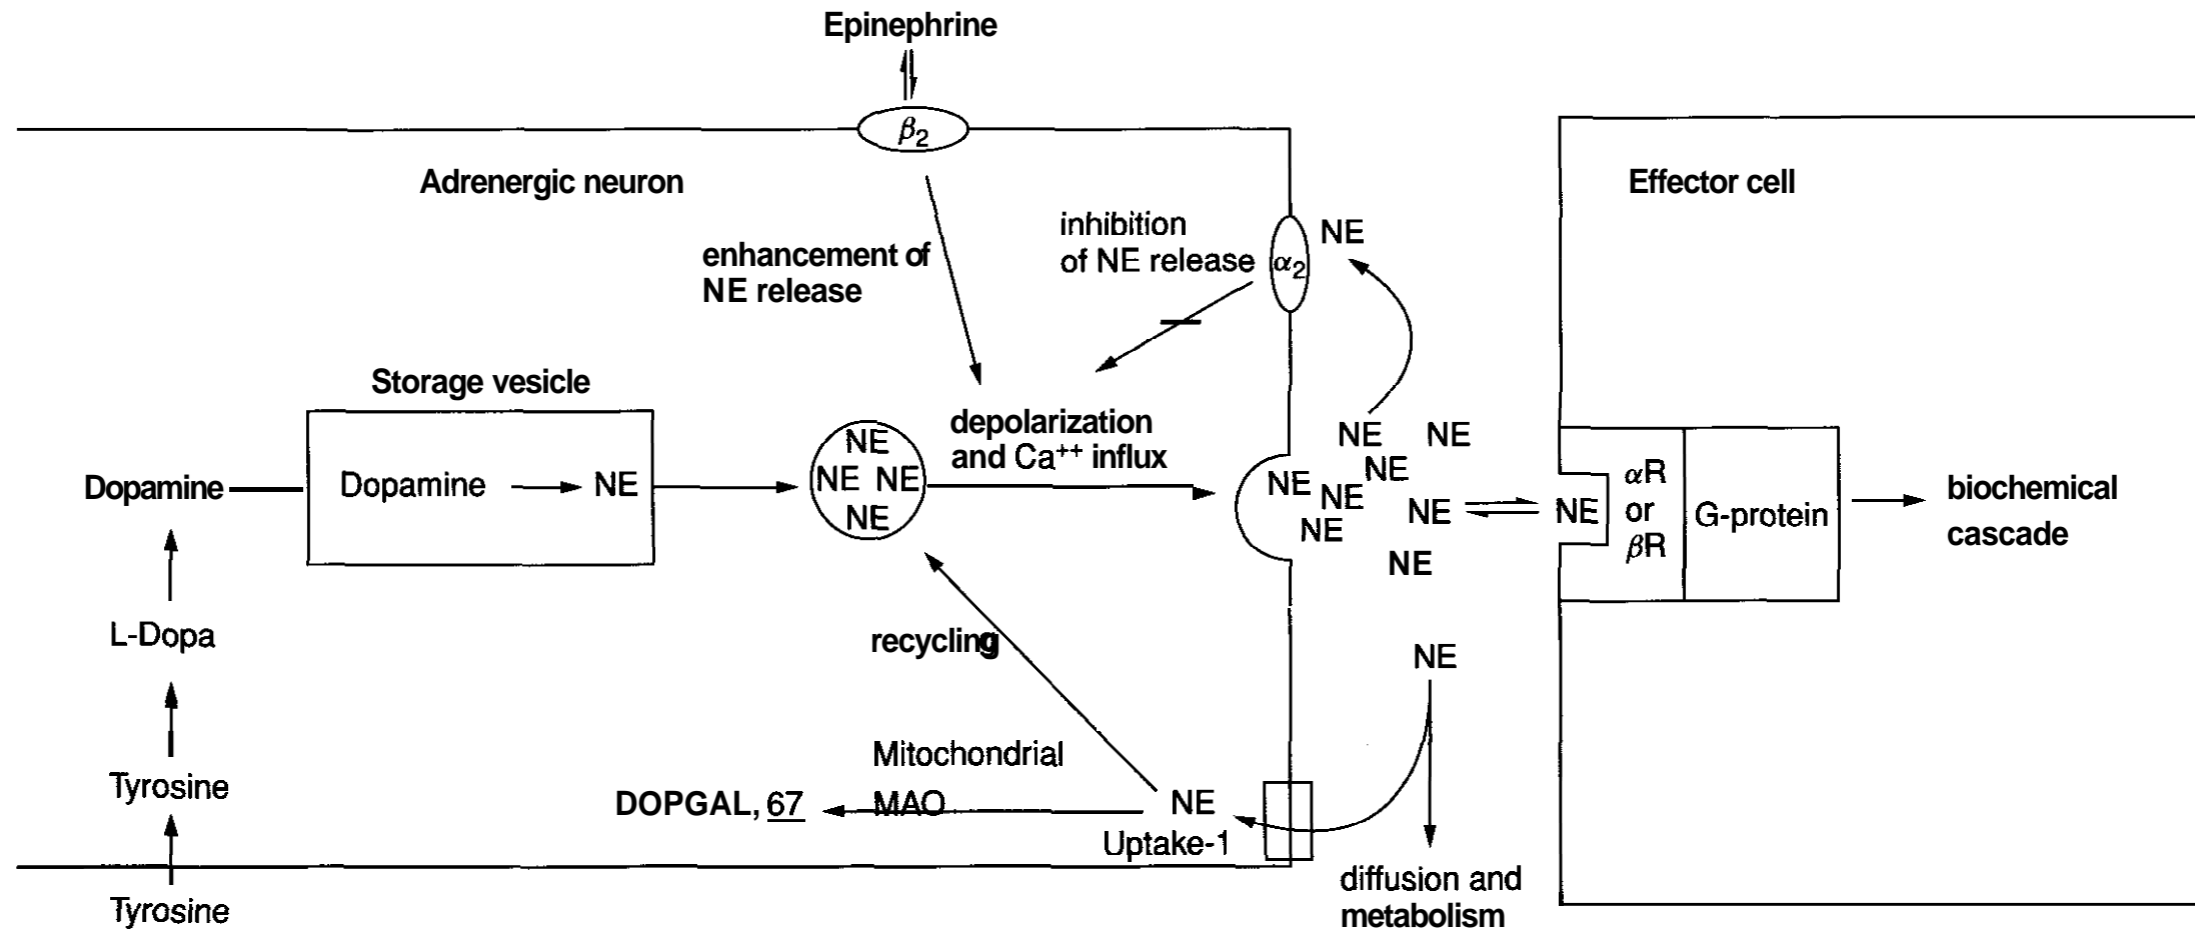 Epinephrine
β₂
Adrenergic neuron
Effector cell
enhancement of
NE release
inhibition
of NE release
α₂
NE
Storage vesicle
Dopamine
Dopamine
NE
NE
NE NE
NE
depolarization
and Ca⁺⁺ influx
NE
NE
NE
NE
NE
NE
NE
NE
NE
NE
αR
or
βR
G-protein
biochemical
cascade
L-Dopa
recycling
NE
Tyrosine
Mitochondrial
MAO
DOPGAL, 67
NE
Uptake-1
Tyrosine
diffusion and
metabolism